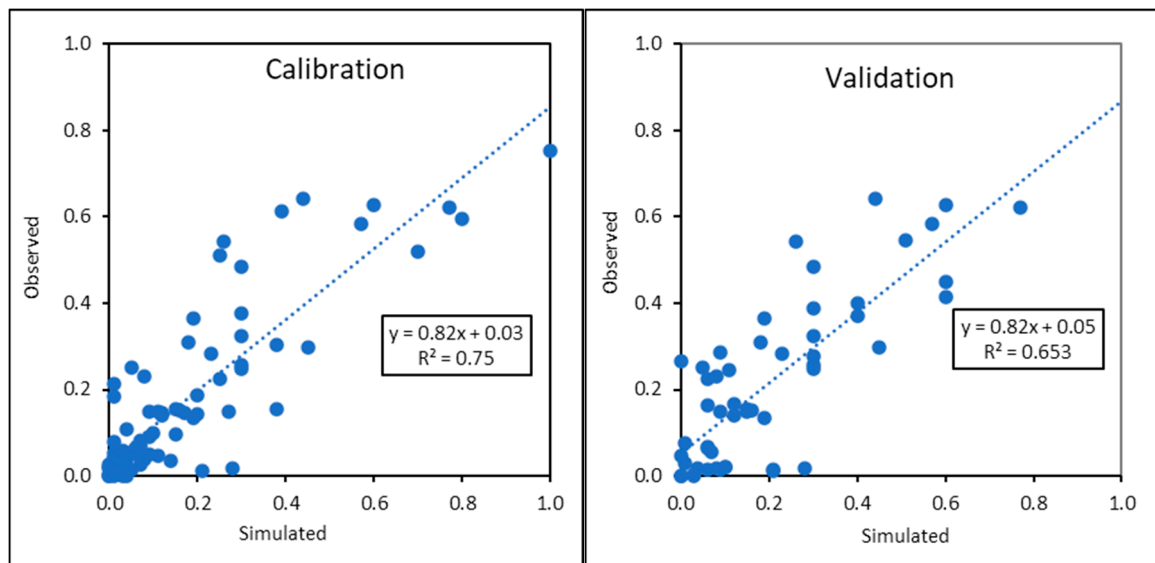 Calibration
1.0
0.8
0.6
0.4
0.2
0.0
Observed
y = 0.82x + 0.03
R² = 0.75
0.0 0.2 0.4 0.6 0.8 1.0
Simulated
Validation
1.0
0.8
0.6
0.4
0.2
0.0
Observed
y = 0.82x + 0.05
R² = 0.653
0.0 0.2 0.4 0.6 0.8 1.0
Simulated